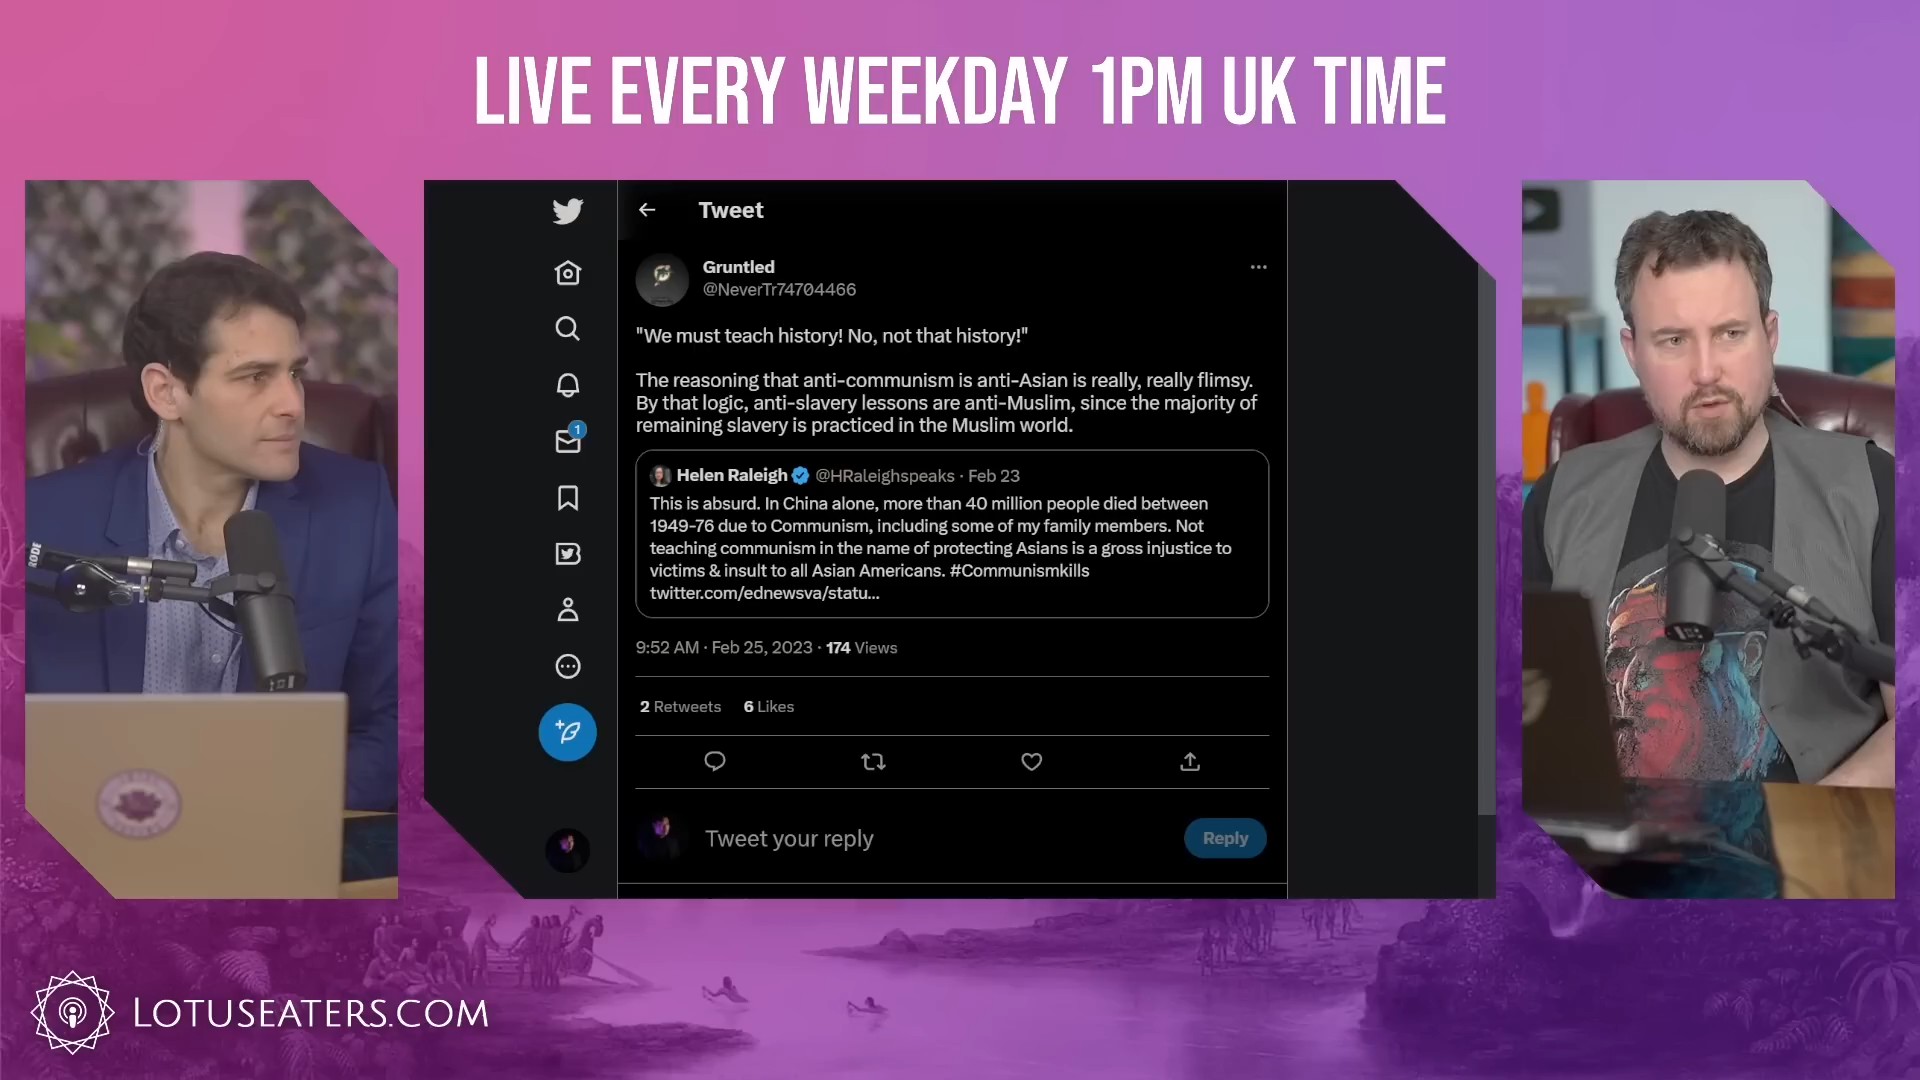 LIVE EVERY WEEKDAY 1PM UK TIME
Tweet
Gruntled
@NeverTr74704466
"We must teach history! No, not that history!"
The reasoning that anti-communism is anti-Asian is really, really flimsy.
By that logic, anti-slavery lessons are anti-Muslim, since the majority of
remaining slavery is practiced in the Muslim world.
1
Helen Raleigh @HRaleighspeaks · Feb 23
This is absurd. In China alone, more than 40 million people died between
1949-76 due to Communism, including some of my family members. Not
teaching communism in the name of protecting Asians is a gross injustice to
victims & insult to all Asian Americans. #Communismkills
twitter.com/ednewsva/statu...
9:52 AM · Feb 25, 2023 · 174 Views
2 Retweets 6 Likes
Tweet your reply
Reply
RODE
LOTUSEATERS.COM